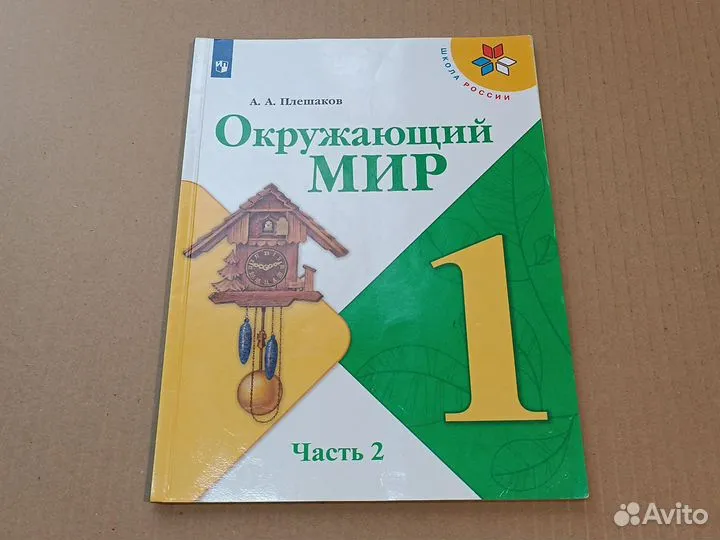 ШКОЛА РОССИИ
А. А. Плешаков
Окружающий
МИР
1
Часть 2
Avito